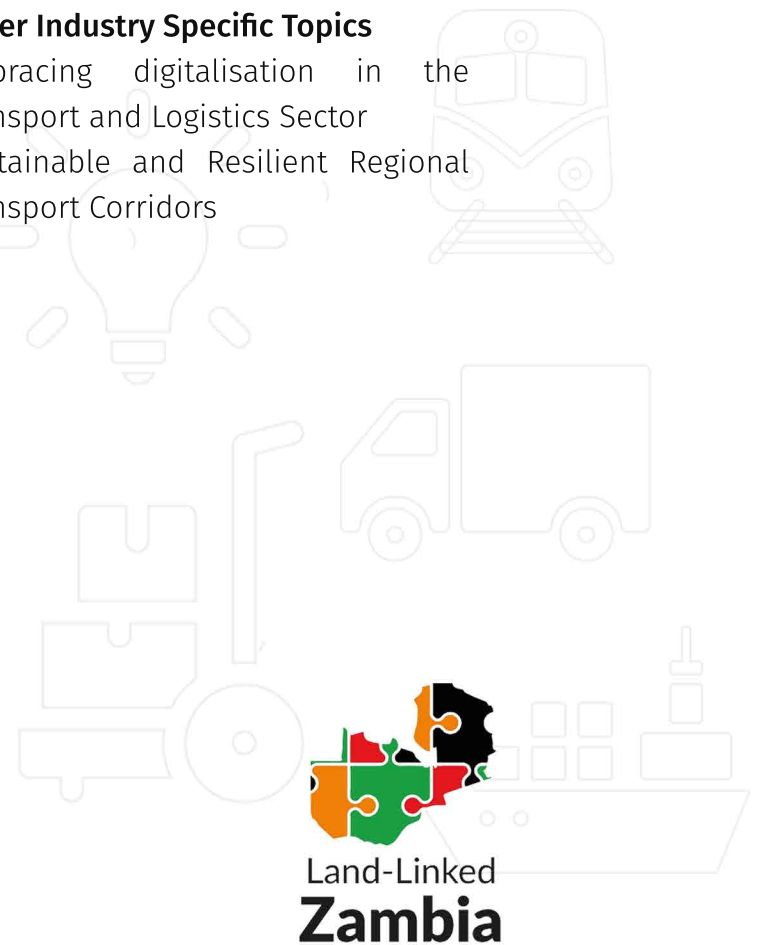 er Industry Specific Topics
bracing digitalisation in the
nsport and Logistics Sector
tainable and Resilient Regional
nsport Corridors
Land-Linked
Zambia